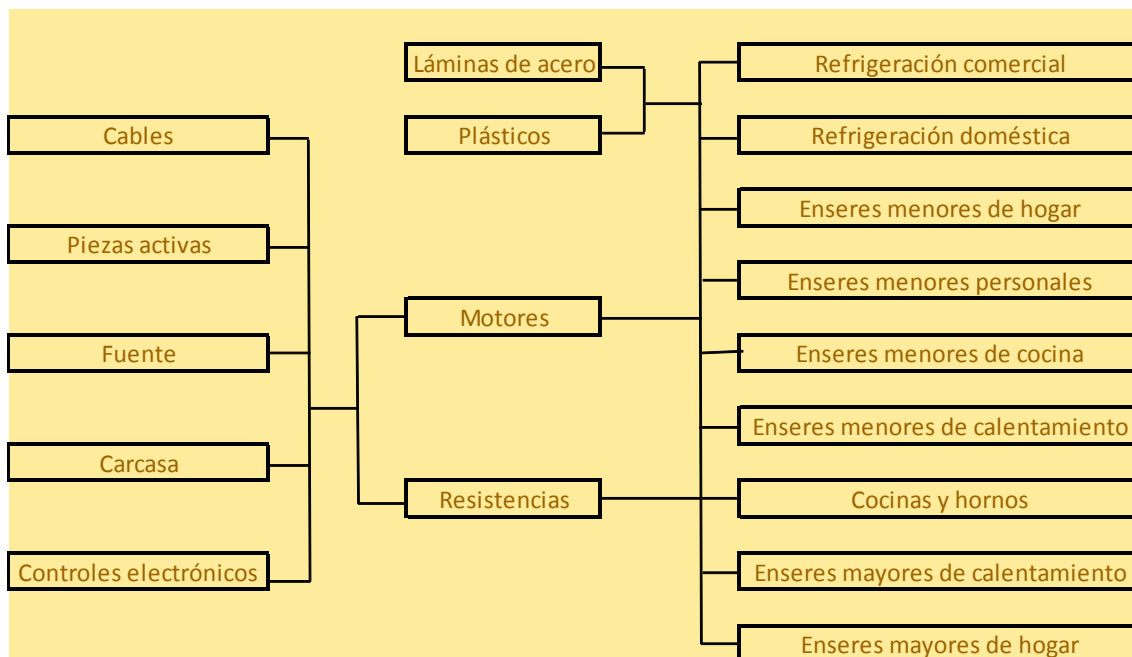 Cables
Piezas activas
Fuente
Carcasa
Controles electrónicos
Láminas de acero
Plásticos
Motores
Resistencias
Refrigeración comercial
Refrigeración doméstica
Enseres menores de hogar
Enseres menores personales
Enseres menores de cocina
Enseres menores de calentamiento
Cocinas y hornos
Enseres mayores de calentamiento
Enseres mayores de hogar